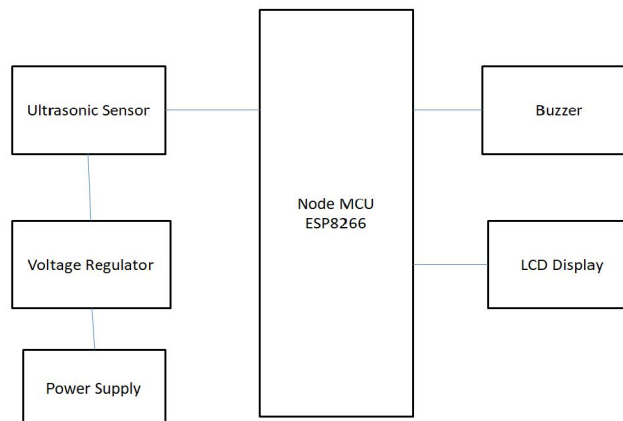 Ultrasonic Sensor
Buzzer
Node MCU
ESP8266
Voltage Regulator
LCD Display
Power Supply